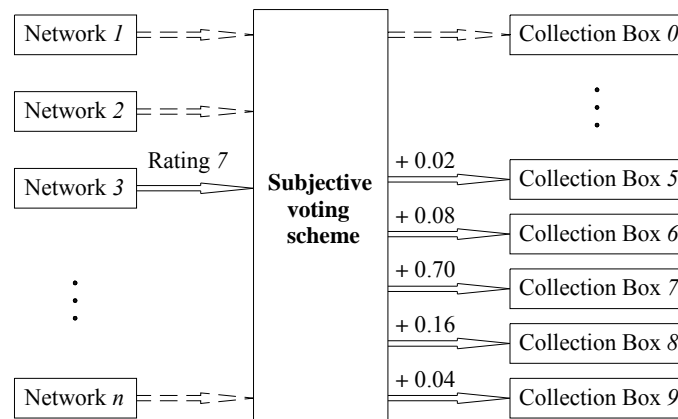 Network 1
Network 2
Rating 7
Network 3
Network n
Subjective
voting
scheme
Collection Box 0
+ 0.02
Collection Box 5
+ 0.08
Collection Box 6
+ 0.70
Collection Box 7
+ 0.16
Collection Box 8
+ 0.04
Collection Box 9